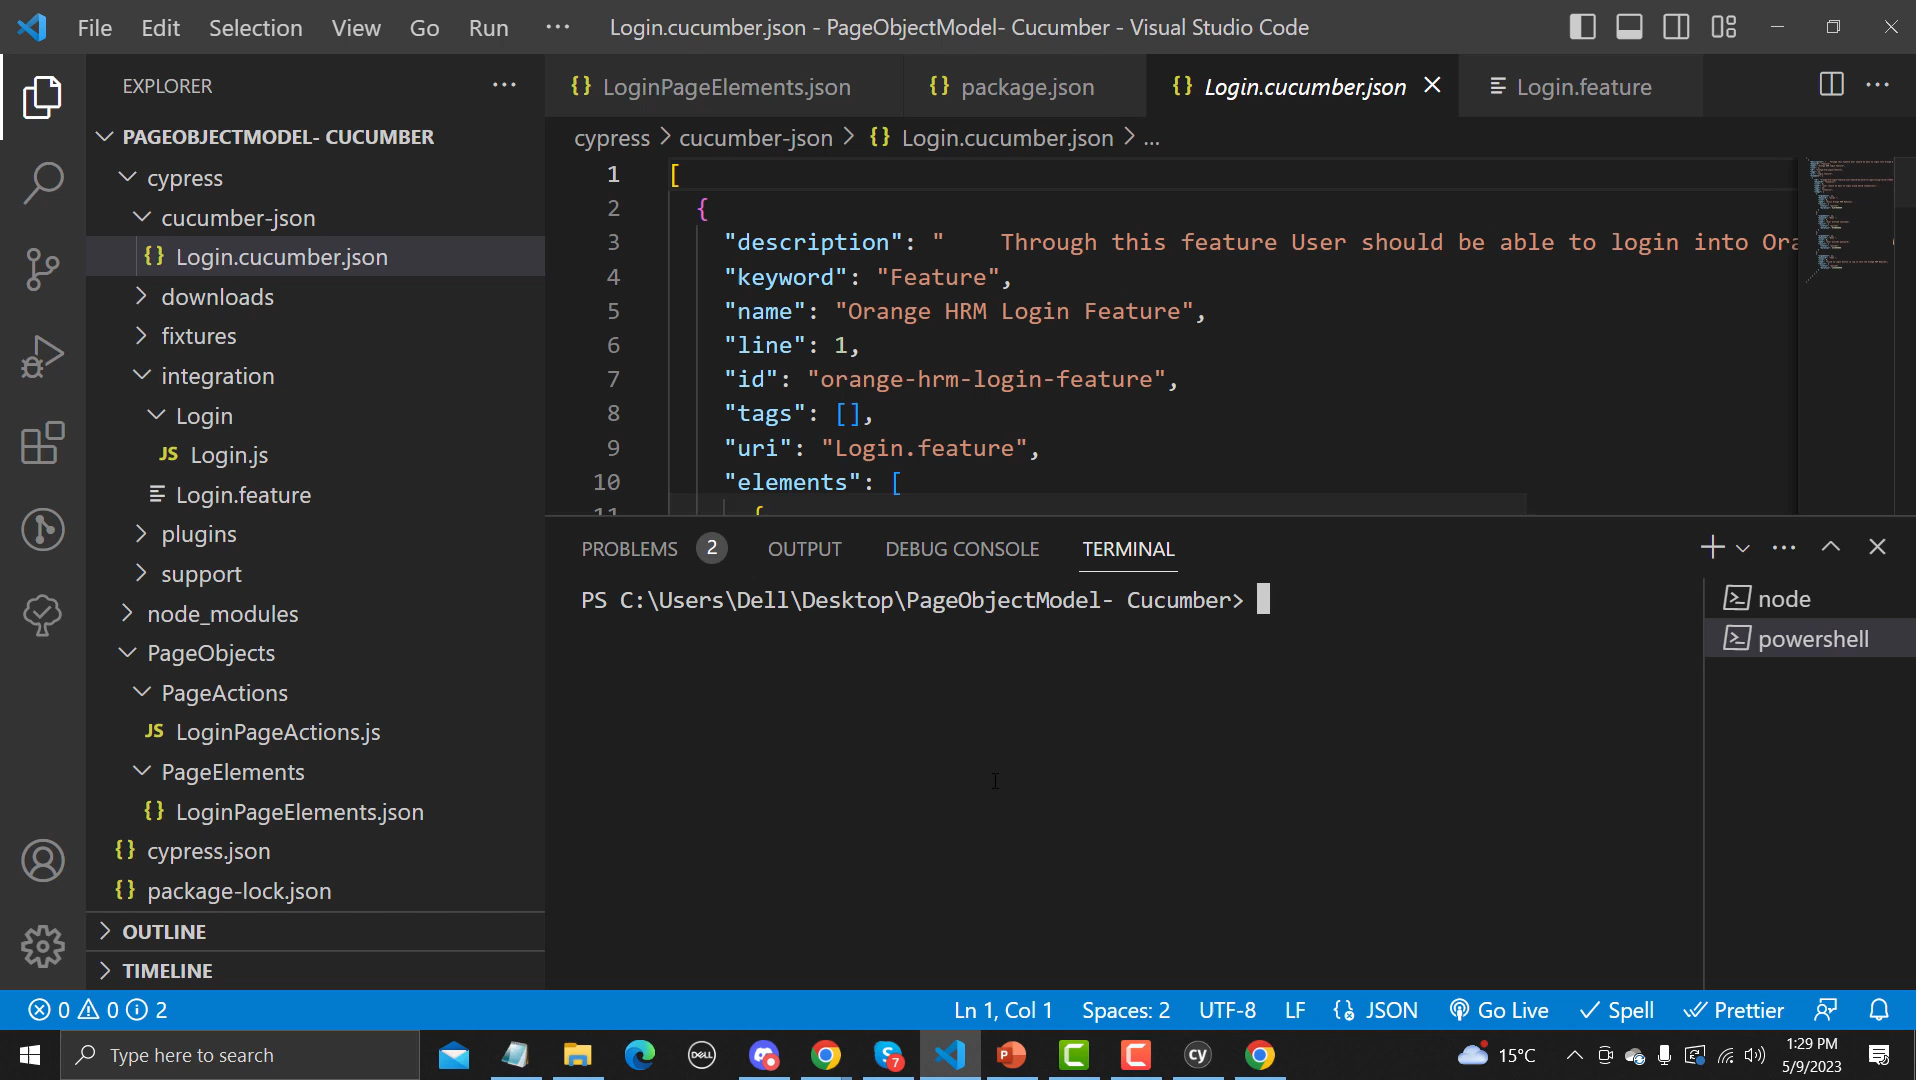 File Edit Selection View Go Run ··· Login.cucumber.json - PageObjectModel- Cucumber - Visual Studio Code
EXPLORER
LoginPageElements.json package.json Login.cucumber.json Login.feature
PAGEOBJECTMODEL- CUCUMBER
cypress > cucumber-json > {} Login.cucumber.json > ...
cypress
cucumber-json
{} Login.cucumber.json
downloads
fixtures
integration
Login
JS Login.js
Login.feature
plugins
support
node_modules
PageObjects
PageActions
JS LoginPageActions.js
PageElements
{} LoginPageElements.json
{} cypress.json
{} package-lock.json
OUTLINE
TIMELINE
1 [
2 {
3 "description": "    Through this feature User should be able to login into Ora
4 "keyword": "Feature",
5 "name": "Orange HRM Login Feature",
6 "line": 1,
7 "id": "orange-hrm-login-feature",
8 "tags": [],
9 "uri": "Login.feature",
10 "elements": [
11 {
PROBLEMS 2 OUTPUT DEBUG CONSOLE TERMINAL
PS C:\Users\Dell\Desktop\PageObjectModel- Cucumber>
node
powershell
0 0 2 Ln 1, Col 1 Spaces: 2 UTF-8 LF JSON Go Live Spell Prettier
Type here to search
DELL
7
cy
15°C
1:29 PM
5/9/2023